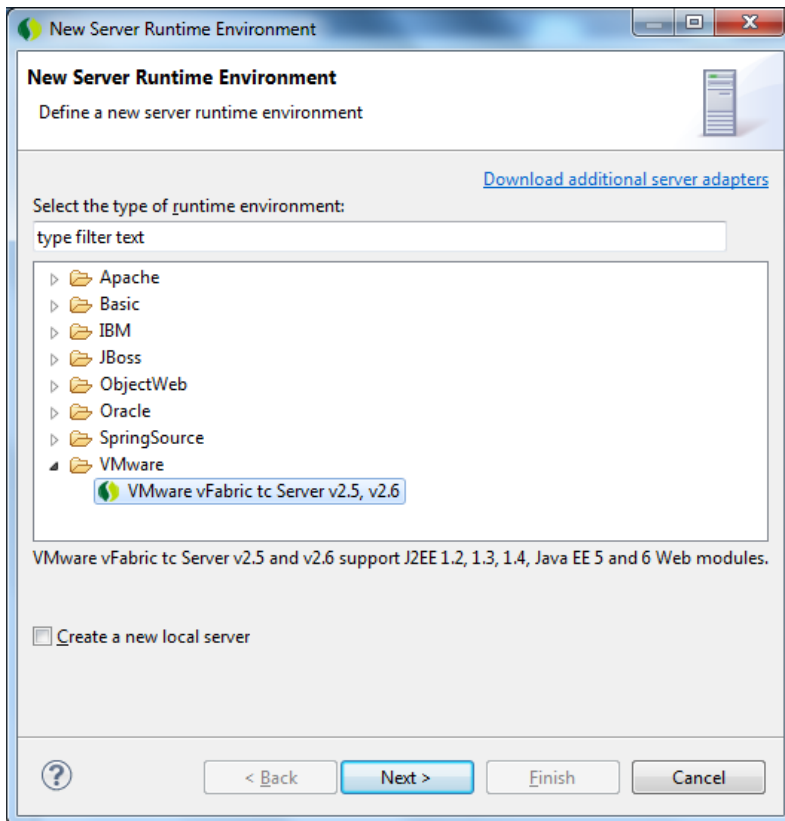 New Server Runtime Environment
New Server Runtime Environment
Define a new server runtime environment
Download additional server adapters
Select the type of runtime environment:
type filter text
Apache
Basic
IBM
JBoss
ObjectWeb
Oracle
SpringSource
VMware
VMware vFabric tc Server v2.5, v2.6
VMware vFabric tc Server v2.5 and v2.6 support J2EE 1.2, 1.3, 1.4, Java EE 5 and 6 Web modules.
Create a new local server
? < Back Next > Finish Cancel